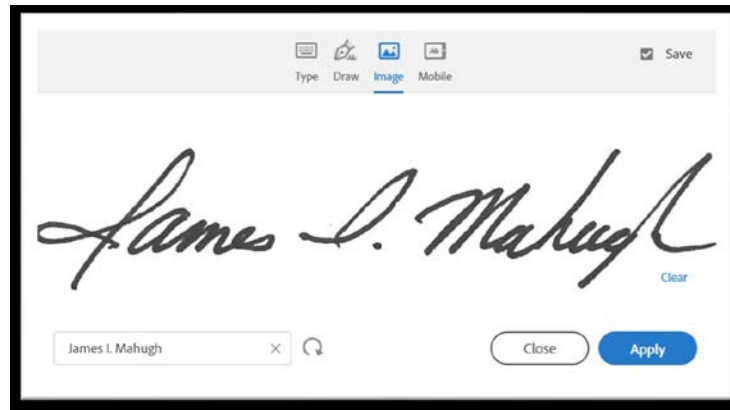 Type Draw Image Mobile Save
James I. Mahugh
Clear
James I. Mahugh Close Apply